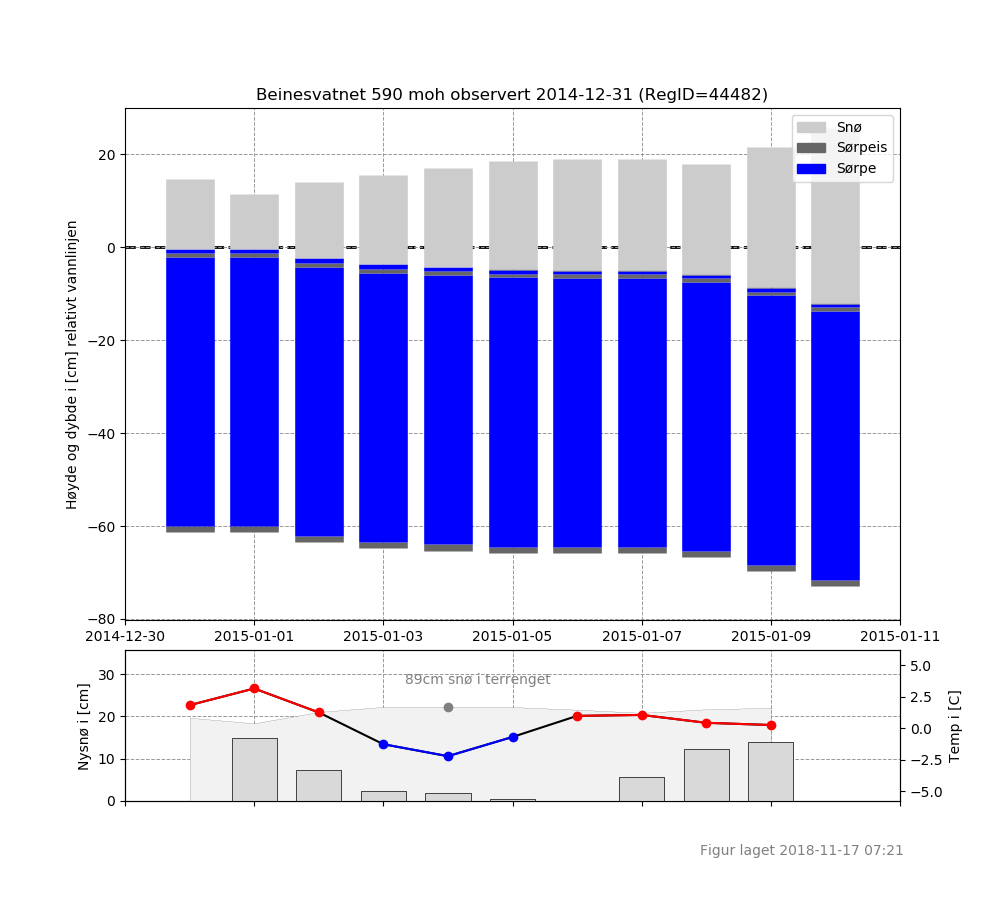 Beinesvatnet 590 moh observert 2014-12-31 (RegID=44482)
Snø
Sørpeis
Sørpe
Høyde og dybde i [cm] relativt vannlinjen
20
0
−20
−40
−60
−80
2014-12-30 2015-01-01 2015-01-03 2015-01-05 2015-01-07 2015-01-09 2015-01-11
89cm snø i terrenget
Nysnø i [cm]
30
20
10
0
5.0
2.5
0.0
−2.5
−5.0
Temp i [C]
Figur laget 2018-11-17 07:21